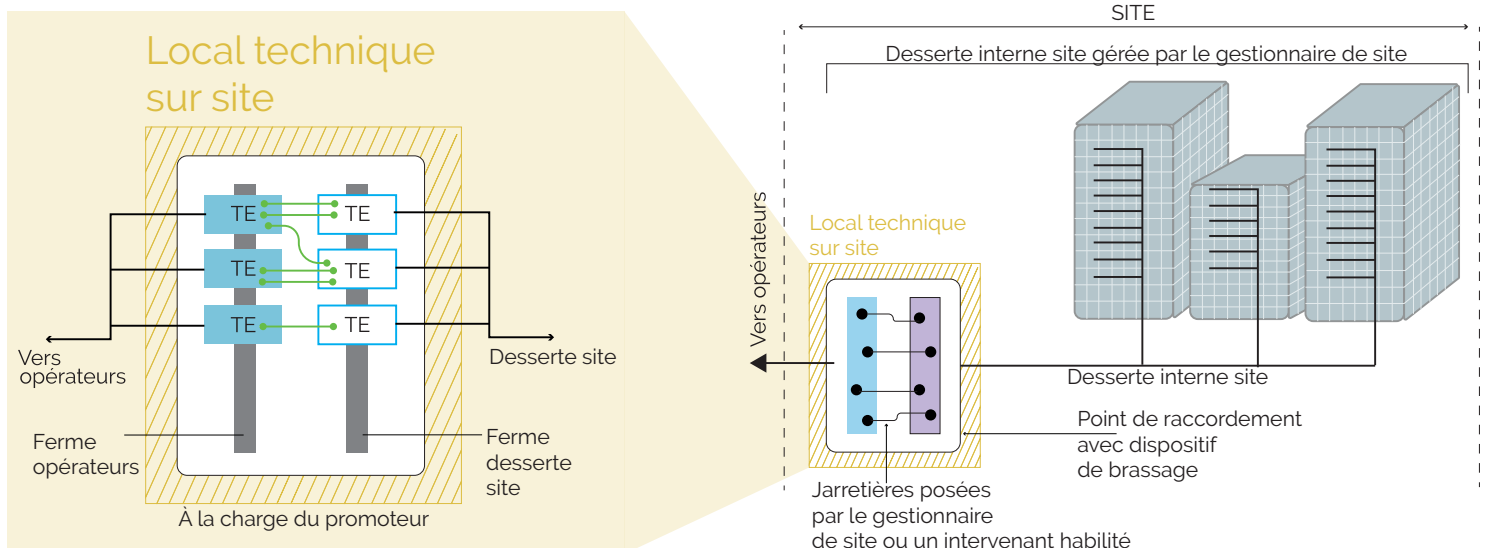 Local technique
sur site
TE
TE
TE
TE
TE
TE
Vers
opérateurs
Desserte site
Ferme
opérateurs
Ferme
desserte
site
À la charge du promoteur
SITE
Desserte interne site gérée par le gestionnaire de site
Vers opérateurs
Local technique
sur site
Desserte interne site
Point de raccordement
avec dispositif
de brassage
Jarretières posées
par le gestionnaire
de site ou un intervenant habilité